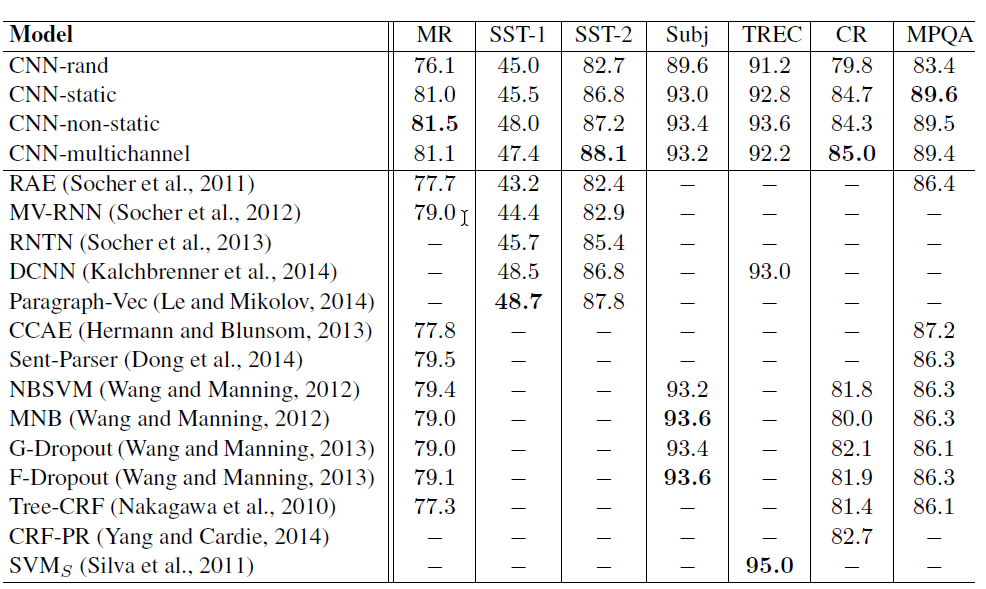 Model MR SST-1 SST-2 Subj TREC CR MPQA
CNN-rand 76.1 45.0 82.7 89.6 91.2 79.8 83.4
CNN-static 81.0 45.5 86.8 93.0 92.8 84.7 89.6
CNN-non-static 81.5 48.0 87.2 93.4 93.6 84.3 89.5
CNN-multichannel 81.1 47.4 88.1 93.2 92.2 85.0 89.4
RAE (Socher et al., 2011) 77.7 43.2 82.4 – – – 86.4
MV-RNN (Socher et al., 2012) 79.0 44.4 82.9 – – – –
RNTN (Socher et al., 2013) – 45.7 85.4 – – – –
DCNN (Kalchbrenner et al., 2014) – 48.5 86.8 – 93.0 – –
Paragraph-Vec (Le and Mikolov, 2014) – 48.7 87.8 – – – –
CCAE (Hermann and Blunsom, 2013) 77.8 – – – – – 87.2
Sent-Parser (Dong et al., 2014) 79.5 – – – – – 86.3
NBSVM (Wang and Manning, 2012) 79.4 – – 93.2 – 81.8 86.3
MNB (Wang and Manning, 2012) 79.0 – – 93.6 – 80.0 86.3
G-Dropout (Wang and Manning, 2013) 79.0 – – 93.4 – 82.1 86.1
F-Dropout (Wang and Manning, 2013) 79.1 – – 93.6 – 81.9 86.3
Tree-CRF (Nakagawa et al., 2010) 77.3 – – – – 81.4 86.1
CRF-PR (Yang and Cardie, 2014) – – – – – 82.7 –
SVMS (Silva et al., 2011) – – – – 95.0 – –